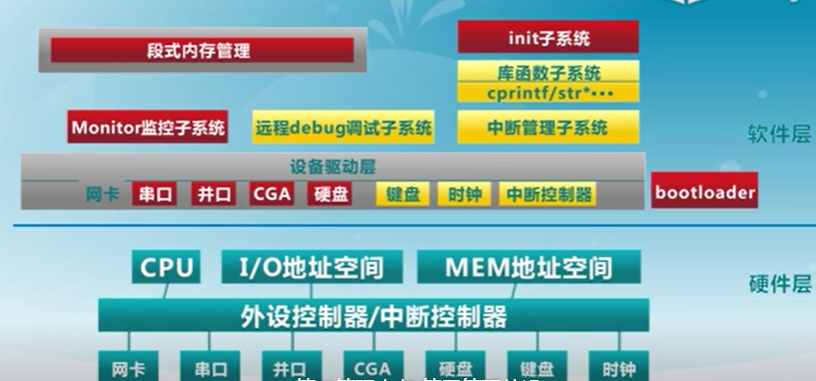 段式内存管理
init子系统
库函数子系统
cprintf/str*···
Monitor监控子系统
远程debug调试子系统
中断管理子系统
软件层
设备驱动层
网卡 串口 并口 CGA 硬盘 键盘 时钟 中断控制器
bootloader
CPU
I/O地址空间
MEM地址空间
硬件层
外设控制器/中断控制器
网卡 串口 并口 CGA 硬盘 键盘 时钟